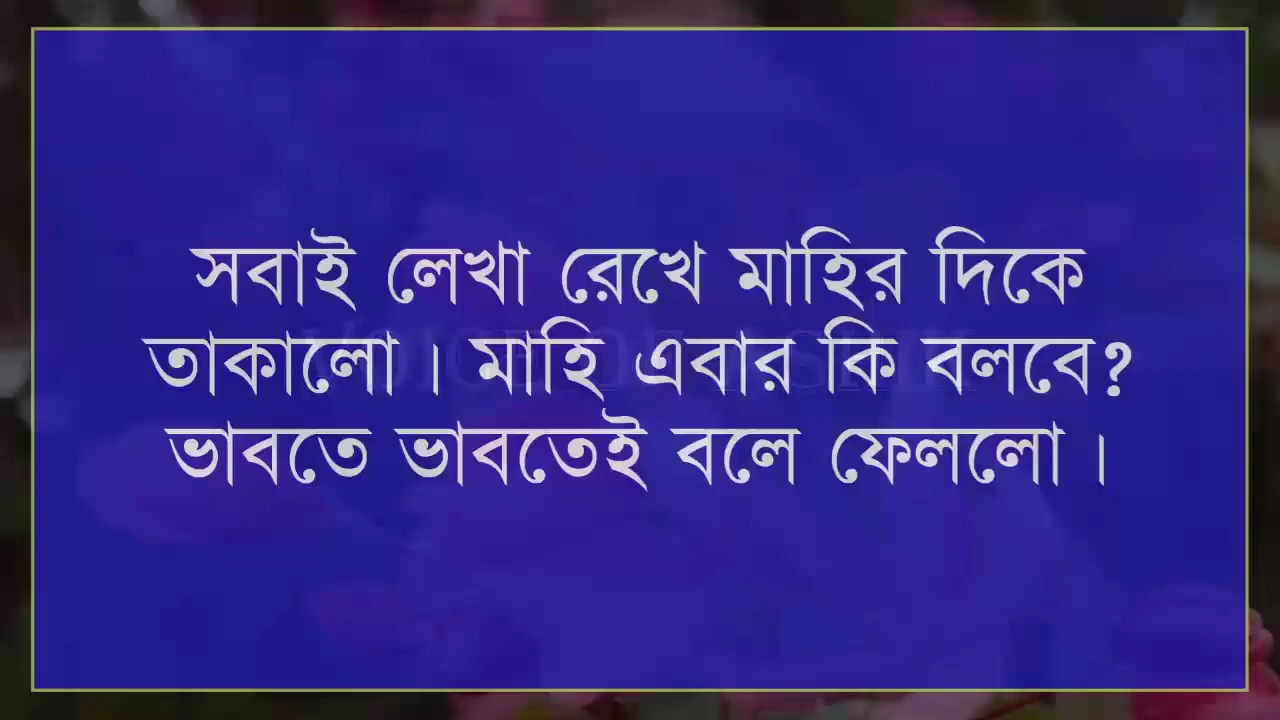 সবাই লেখা রেখে মাহির দিকে
তাকালো। মাহি এবার কি বলবে?
ভাবতে ভাবতেই বলে ফেললো।